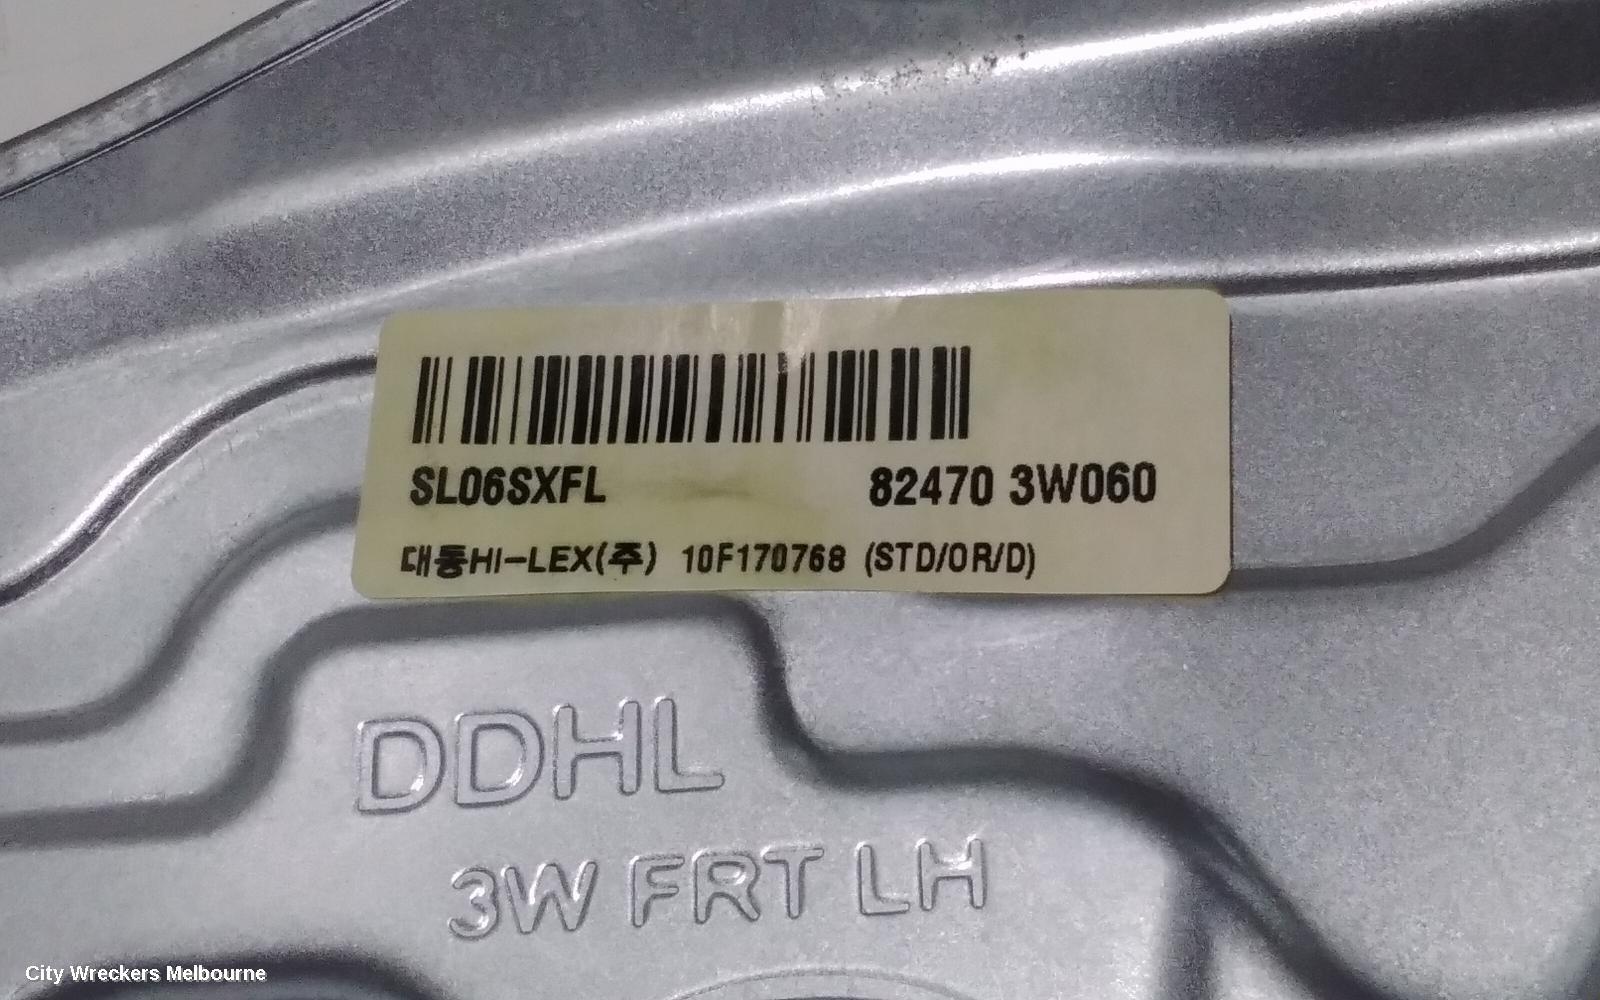 SL06SXFL 82470 3W060
대동HI-LEX(주) 10F170768 (STD/OR/D)
DDHL
3W FRT LH
City Wreckers Melbourne